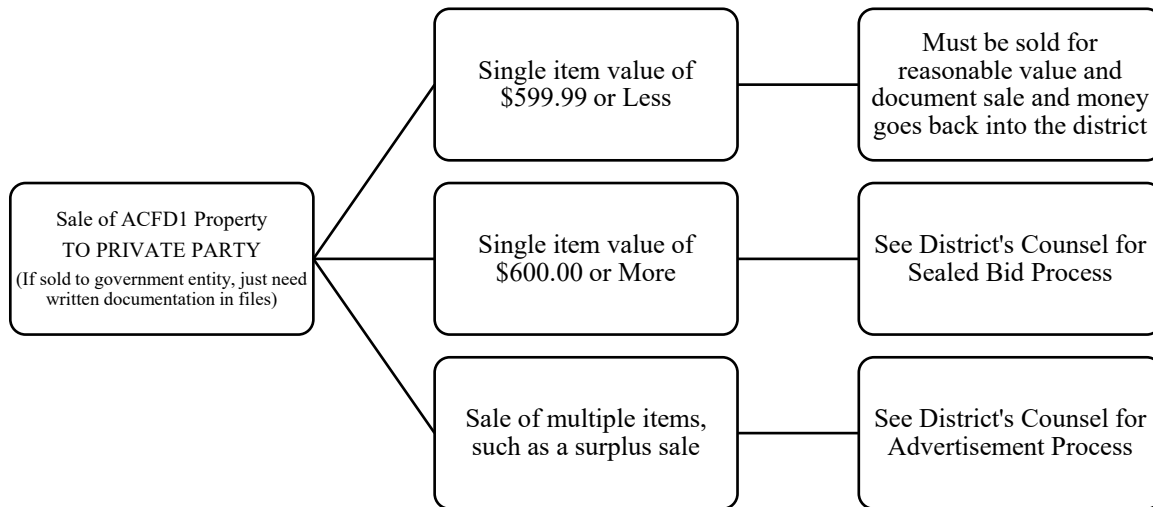 Sale of ACFD1 Property
TO PRIVATE PARTY
(If sold to government entity, just need
written documentation in files)
Single item value of
$599.99 or Less
Must be sold for
reasonable value and
document sale and money
goes back into the district
Single item value of
$600.00 or More
See District's Counsel for
Sealed Bid Process
Sale of multiple items,
such as a surplus sale
See District's Counsel for
Advertisement Process